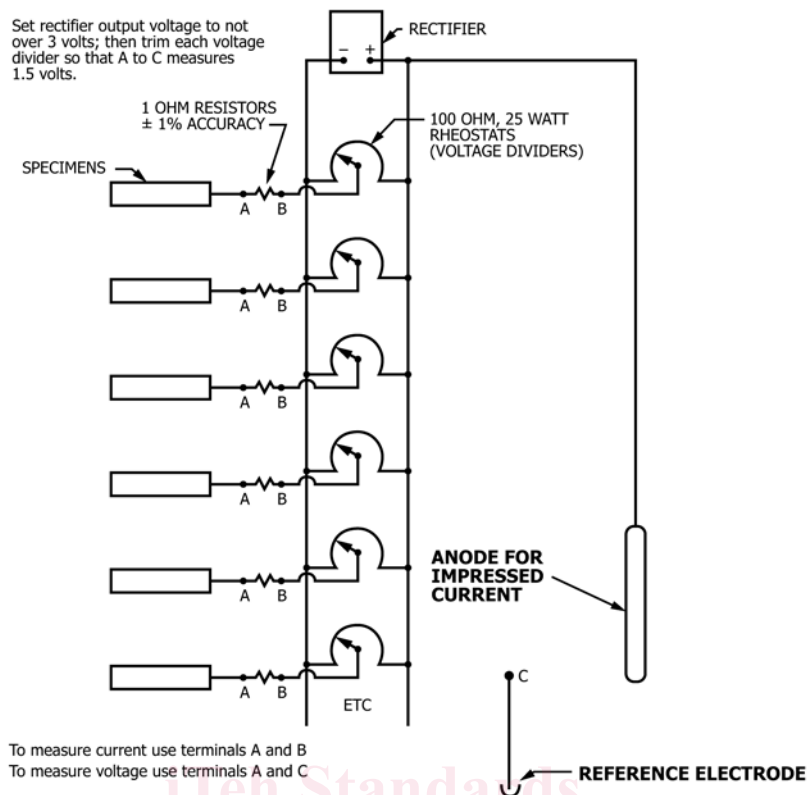 Set rectifier output voltage to not
over 3 volts; then trim each voltage
divider so that A to C measures
1.5 volts.
− +
RECTIFIER
1 OHM RESISTORS
± 1% ACCURACY
100 OHM, 25 WATT
RHEOSTATS
(VOLTAGE DIVIDERS)
SPECIMENS
A B
A B
A B
A B
A B
A B
ETC
ANODE FOR
IMPRESSED
CURRENT
C
To measure current use terminals A and B
To measure voltage use terminals A and C
iTeh Standards
REFERENCE ELECTRODE